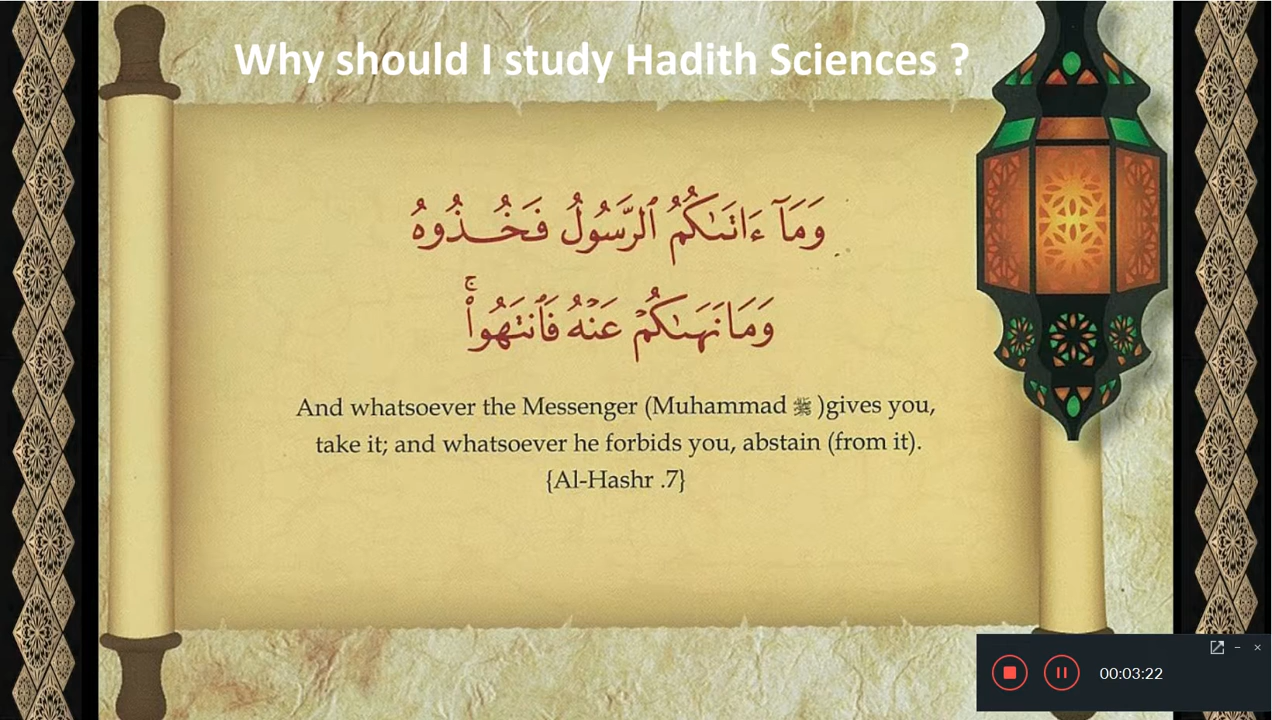 Why should I study Hadith Sciences ?
وَمَآ ءَاتَىٰكُمُ ٱلرَّسُولُ فَخُـــذُوهُ
وَمَا نَهَىٰكُمْ عَنْهُ فَٱنتَهُوا۟ ۚ
And whatsoever the Messenger (Muhammad ﷺ )gives you,
take it; and whatsoever he forbids you, abstain (from it).
{Al-Hashr .7}
00:03:22